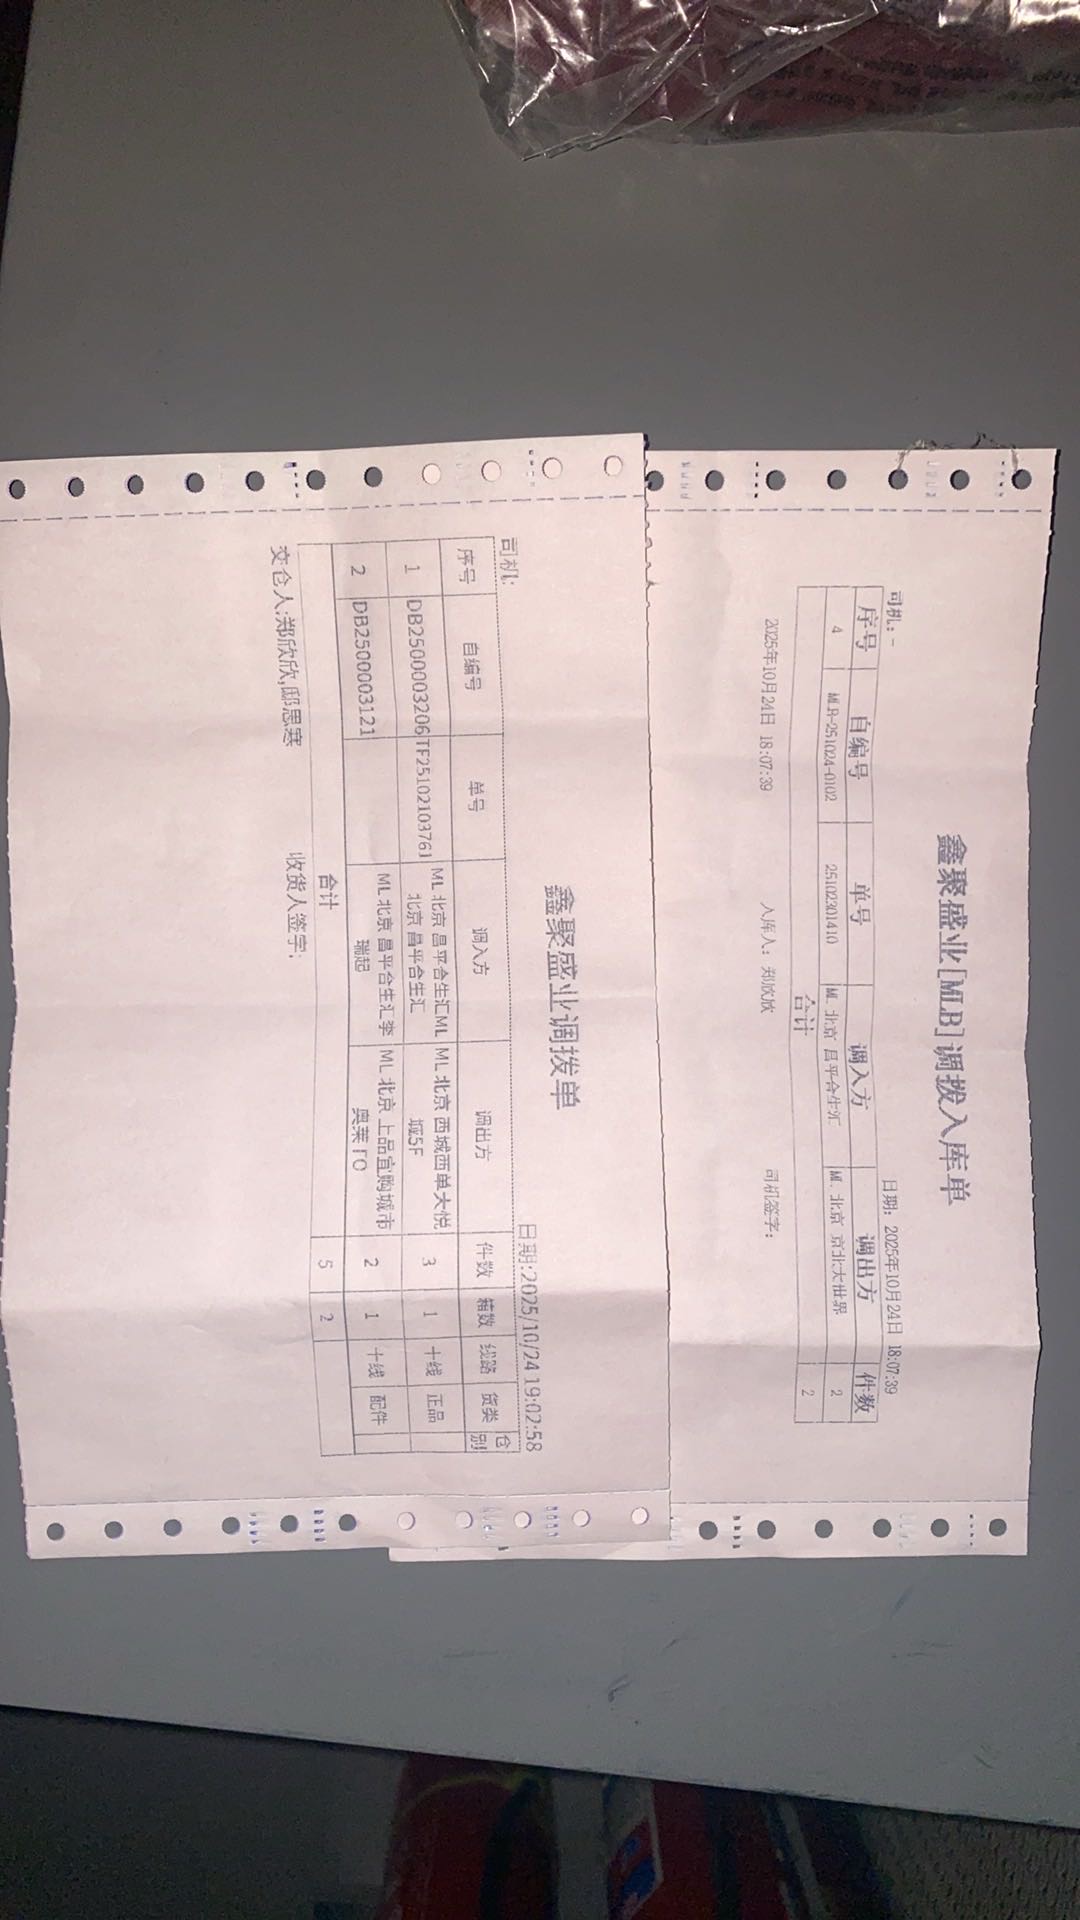 鑫聚盛业[MLB]调拨入库单
司机：- 日期：2025年10月24日 18:07:39
序号 自编号 单号 调入方 调出方 件数
4 MLR-251024-0102 25102301410 ML 北京 昌平合生汇 ML 北京 京北大世界 2
合计 2
2025年10月24日 18:07:39 入库人：郑欣欣 司机签字：
鑫聚盛业调拨单
司机: 日期:2025/10/24 19:02:58
序号 自编号 单号 调入方 调出方 件数 箱数 线路 货类 仓别
1 DB2500003206 TF25102103761 ML 北京 昌平合生汇ML 北京 昌平合生汇 ML 北京 西城西单大悦城5F 3 1 十线 正品
2 DB2500003121 ML 北京 昌平合生汇李瑞起 ML 北京 上品宜购城市奥莱FO 2 1 十线 配件
合计 5 2
交仓人:郑欣欣,邸思寒 收货人签字: